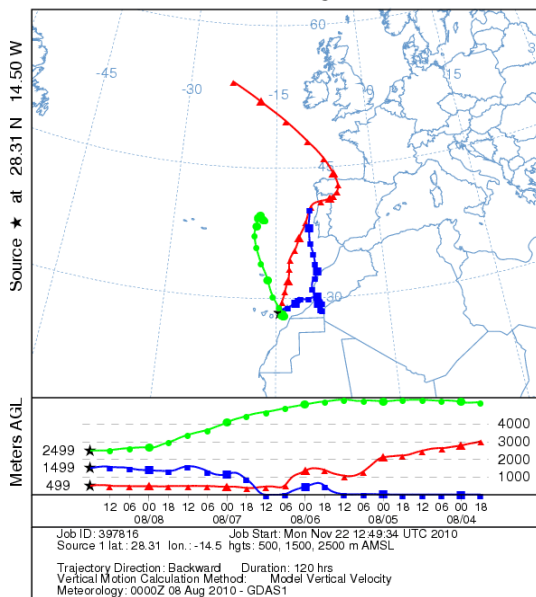 60
-45
-30
-15
0
15
30
40
30
Source ★ at 28.31 N 14.50 W
Meters AGL
2499
1499
499
4000
3000
2000
1000
12 06 00 18 12 06 00 18 12 06 00 18 12 06 00 18 12 06 00 18
08/08 08/07 08/06 08/05 08/04
Job ID: 397816 Job Start: Mon Nov 22 12:49:34 UTC 2010
Source 1 lat.: 28.31 lon.: -14.5 hgts: 500, 1500, 2500 m AMSL
Trajectory Direction: Backward Duration: 120 hrs
Vertical Motion Calculation Method: Model Vertical Velocity
Meteorology: 0000Z 08 Aug 2010 - GDAS1